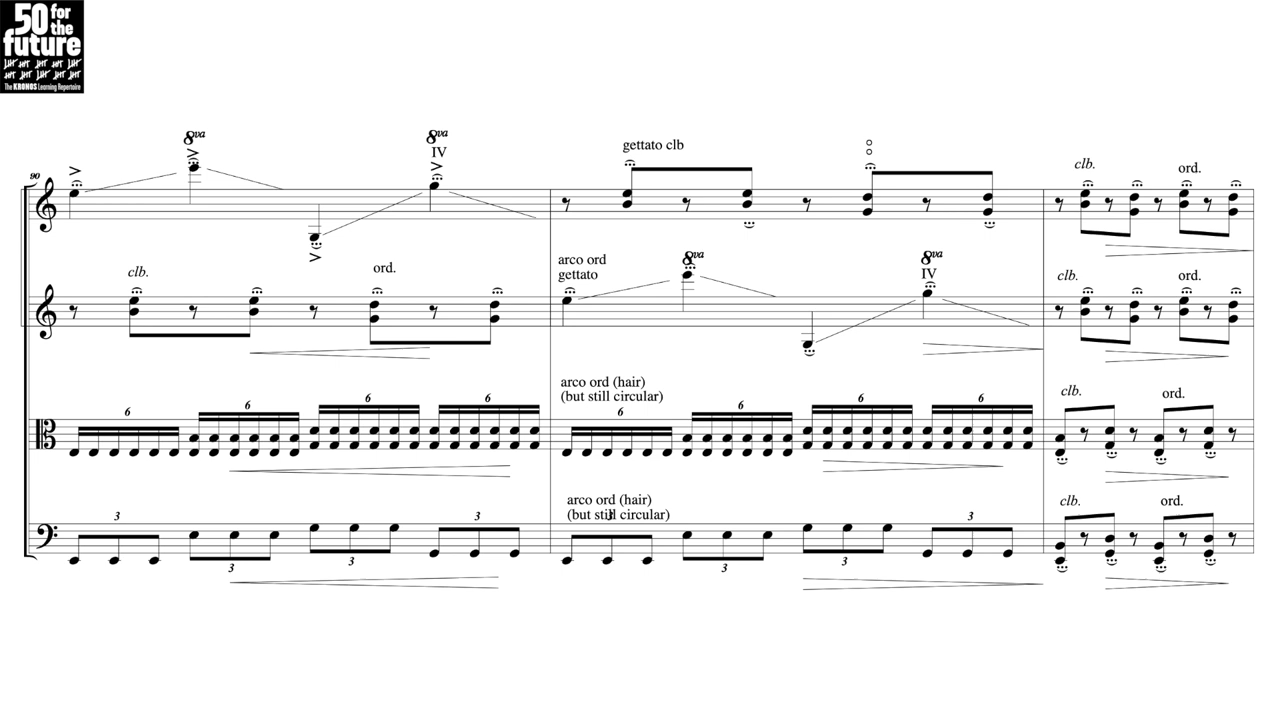 50 for the future
The KRONOS Learning Repertoire
8va
8va
IV
gettato clb
clb.
ord.
90
clb.
ord.
arco ord
gettato
8va
8va
IV
clb.
ord.
arco ord (hair)
(but still circular)
clb.
ord.
6
6
6
6
6
6
6
6
arco ord (hair)
(but still circular)
clb.
ord.
3
3
3
3
3
3
3
3